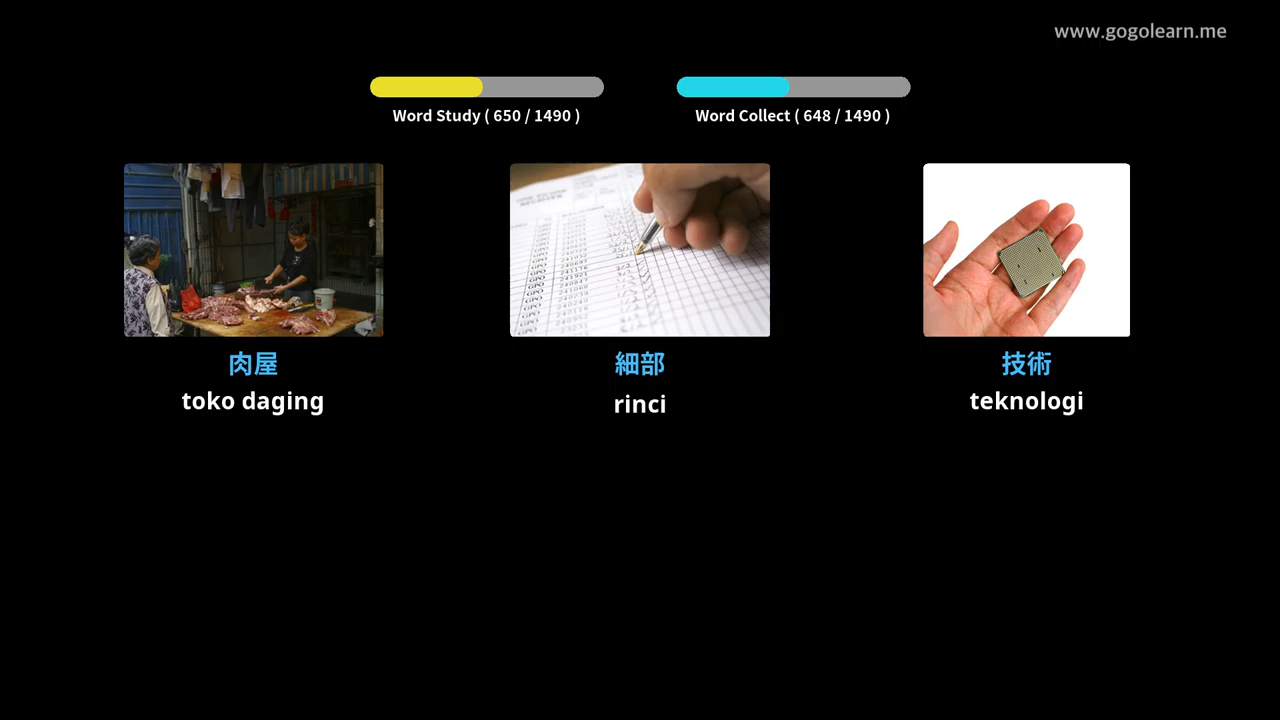 www.gogolearn.me
Word Study ( 650 / 1490 )
Word Collect ( 648 / 1490 )
肉屋
細部
技術
toko daging
rinci
teknologi